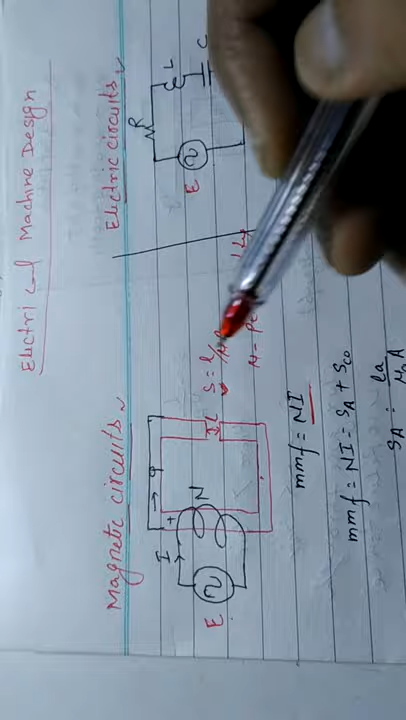 Electrical Machine Design
Magnetic circuits
Electric circuits
I
+
φ
N
E
R
L
C
E
S = l/
mmf = NI
mmf = NI = SA + Sco
SA = la
μoA